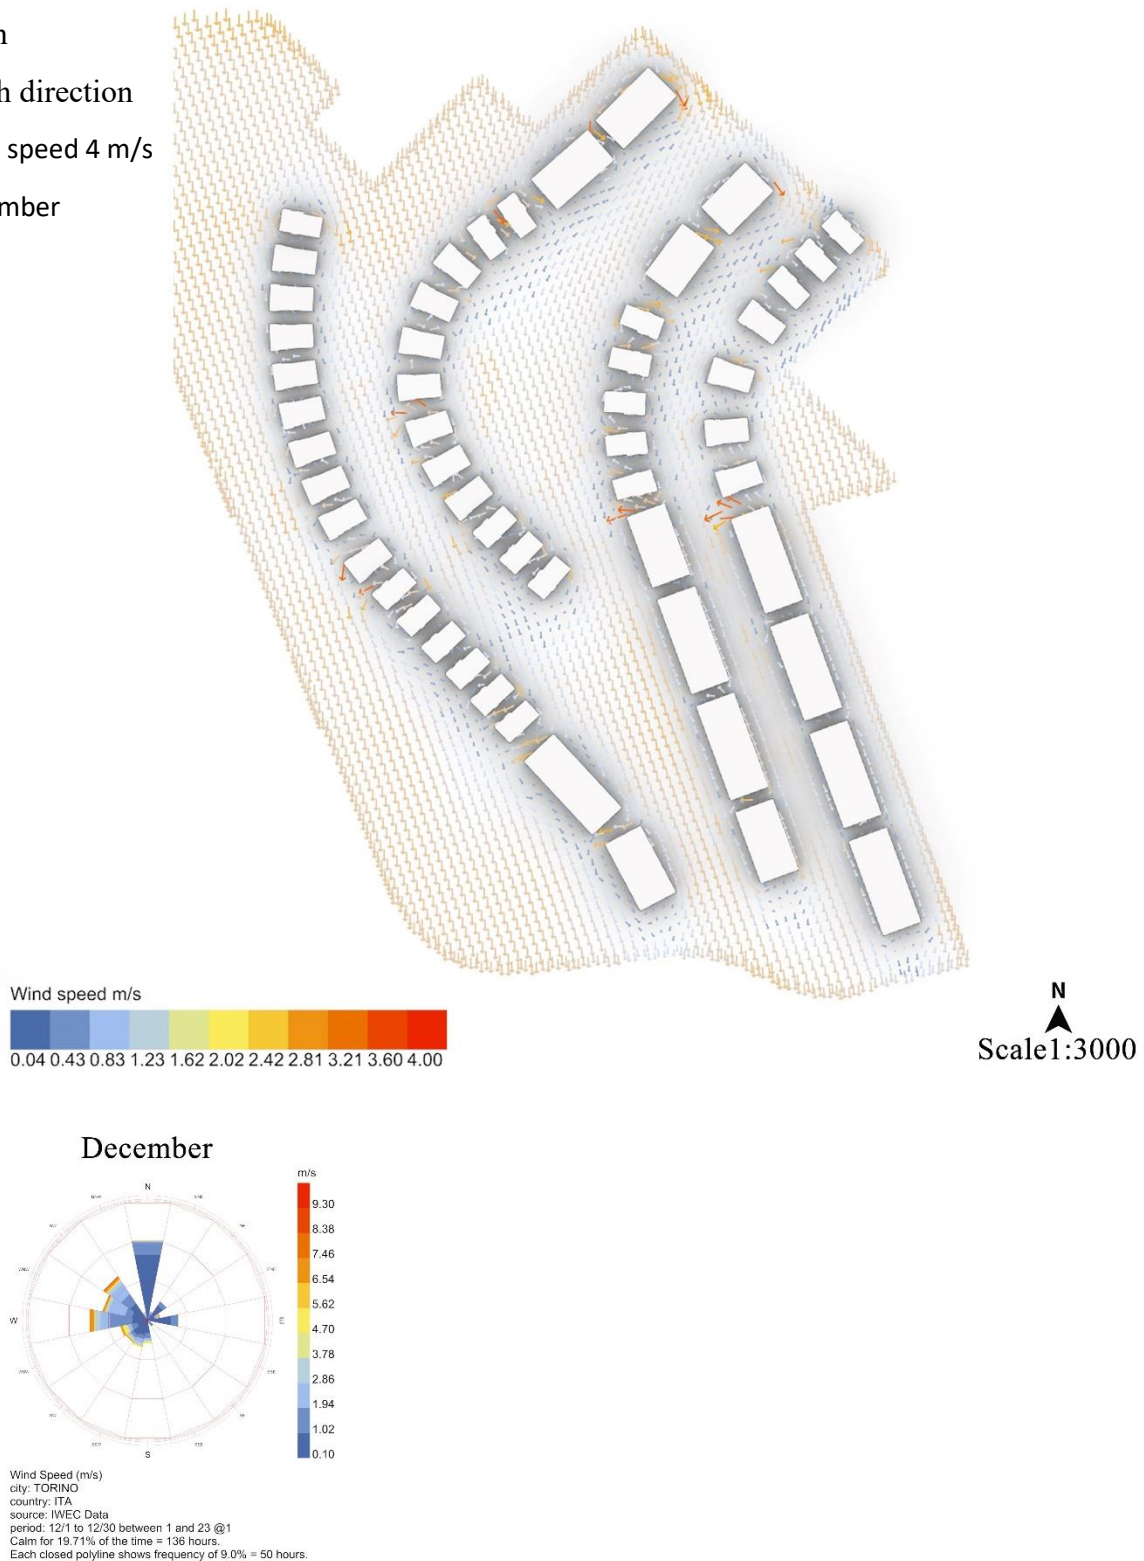 n
h direction
speed 4 m/s
mber
Wind speed m/s
0.04 0.43 0.83 1.23 1.62 2.02 2.42 2.81 3.21 3.60 4.00
N
Scale1:3000
December
m/s
N
9.30
8.38
7.46
6.54
5.62
W
E
4.70
3.78
2.86
1.94
1.02
0.10
S
Wind Speed (m/s)
city: TORINO
country: ITA
source: IWEC Data
period: 12/1 to 12/30 between 1 and 23 @1
Calm for 19.71% of the time = 136 hours.
Each closed polyline shows frequency of 9.0% = 50 hours.